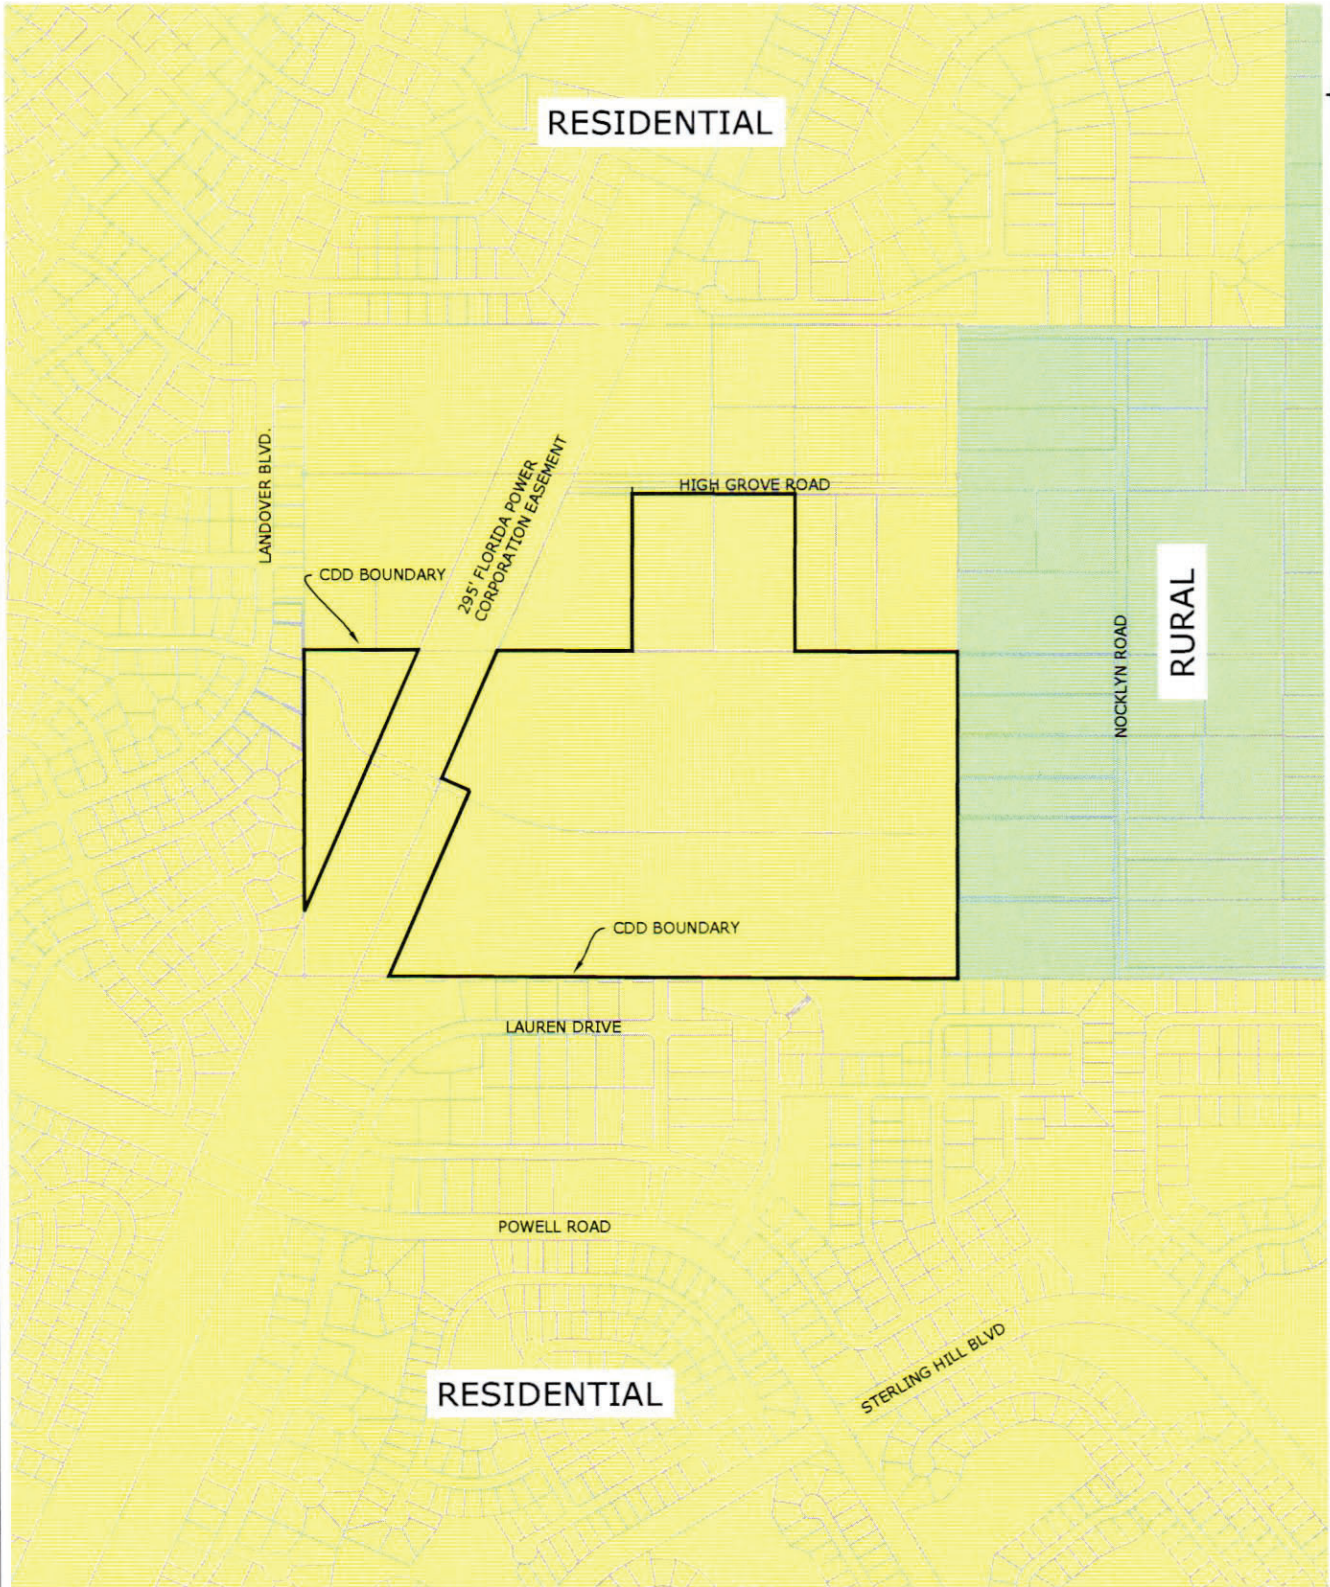 RESIDENTIAL
LANDOVER BLVD.
295' FLORIDA POWER
CORPORATION EASEMENT
HIGH GROVE ROAD
CDD BOUNDARY
RURAL
NOCKLYN ROAD
CDD BOUNDARY
LAUREN DRIVE
POWELL ROAD
STERLING HILL BLVD
RESIDENTIAL